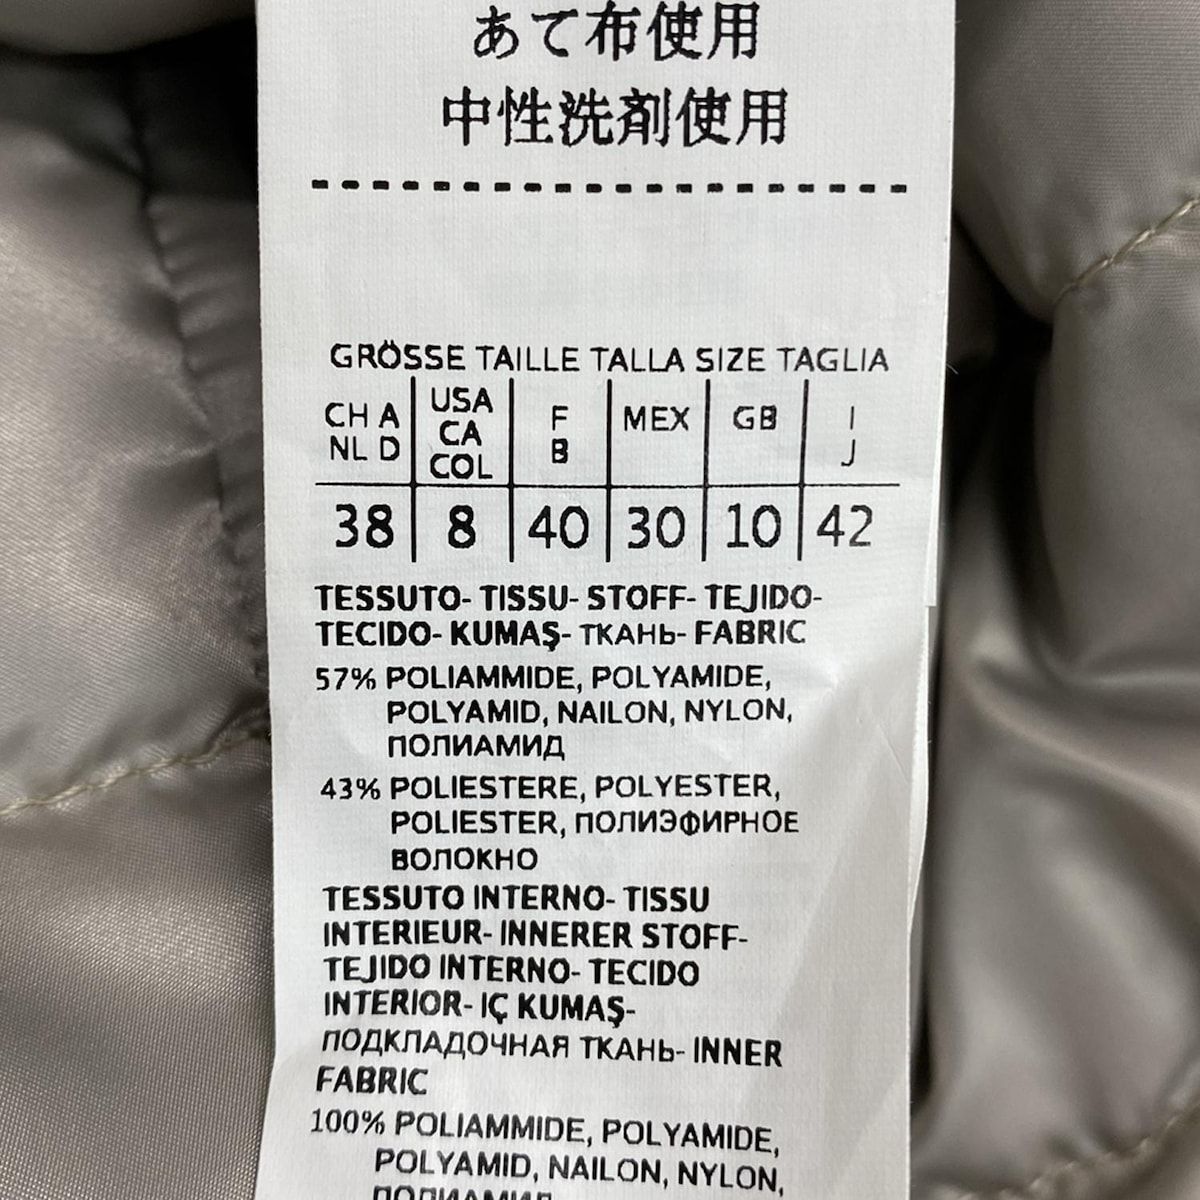 あて布使用
中性洗剤使用
GRÖSSE TAILLE TALLA SIZE TAGLIA
CH A NL D | USA CA COL | F B | MEX | GB | I J
38 | 8 | 40 | 30 | 10 | 42
TESSUTO- TISSU- STOFF- TEJIDO-
TECIDO- KUMAŞ- ТКАНЬ- FABRIC
57% POLIAMMIDE, POLYAMIDE,
POLYAMID, NAILON, NYLON,
ПОЛИАМИД
43% POLIESTERE, POLYESTER,
POLIESTER, ПОЛИЭФИРНОЕ
ВОЛОКНО
TESSUTO INTERNO- TISSU
INTERIEUR- INNERER STOFF-
TEJIDO INTERNO- TECIDO
INTERIOR- IÇ KUMAŞ-
ПОДКЛАДОЧНАЯ ТКАНЬ- INNER
FABRIC
100% POLIAMMIDE, POLYAMIDE,
POLYAMID, NAILON, NYLON,
ПОЛИАМИД